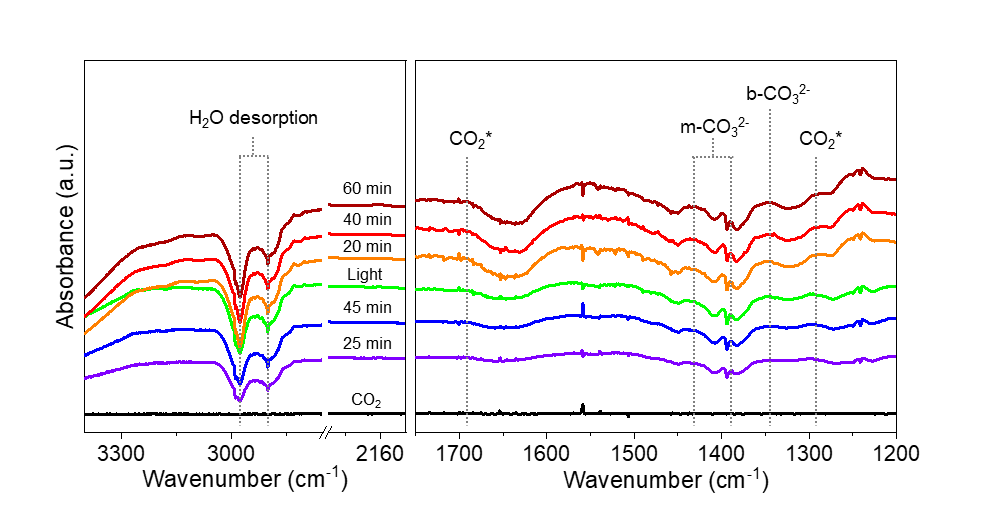 b-CO₃²⁻
H₂O desorption
m-CO₃²⁻
CO₂*
CO₂*
60 min
40 min
20 min
Light
45 min
25 min
CO₂
Absorbance (a.u.)
3300 3000 2160 1700 1600 1500 1400 1300 1200
Wavenumber (cm⁻¹) Wavenumber (cm⁻¹)